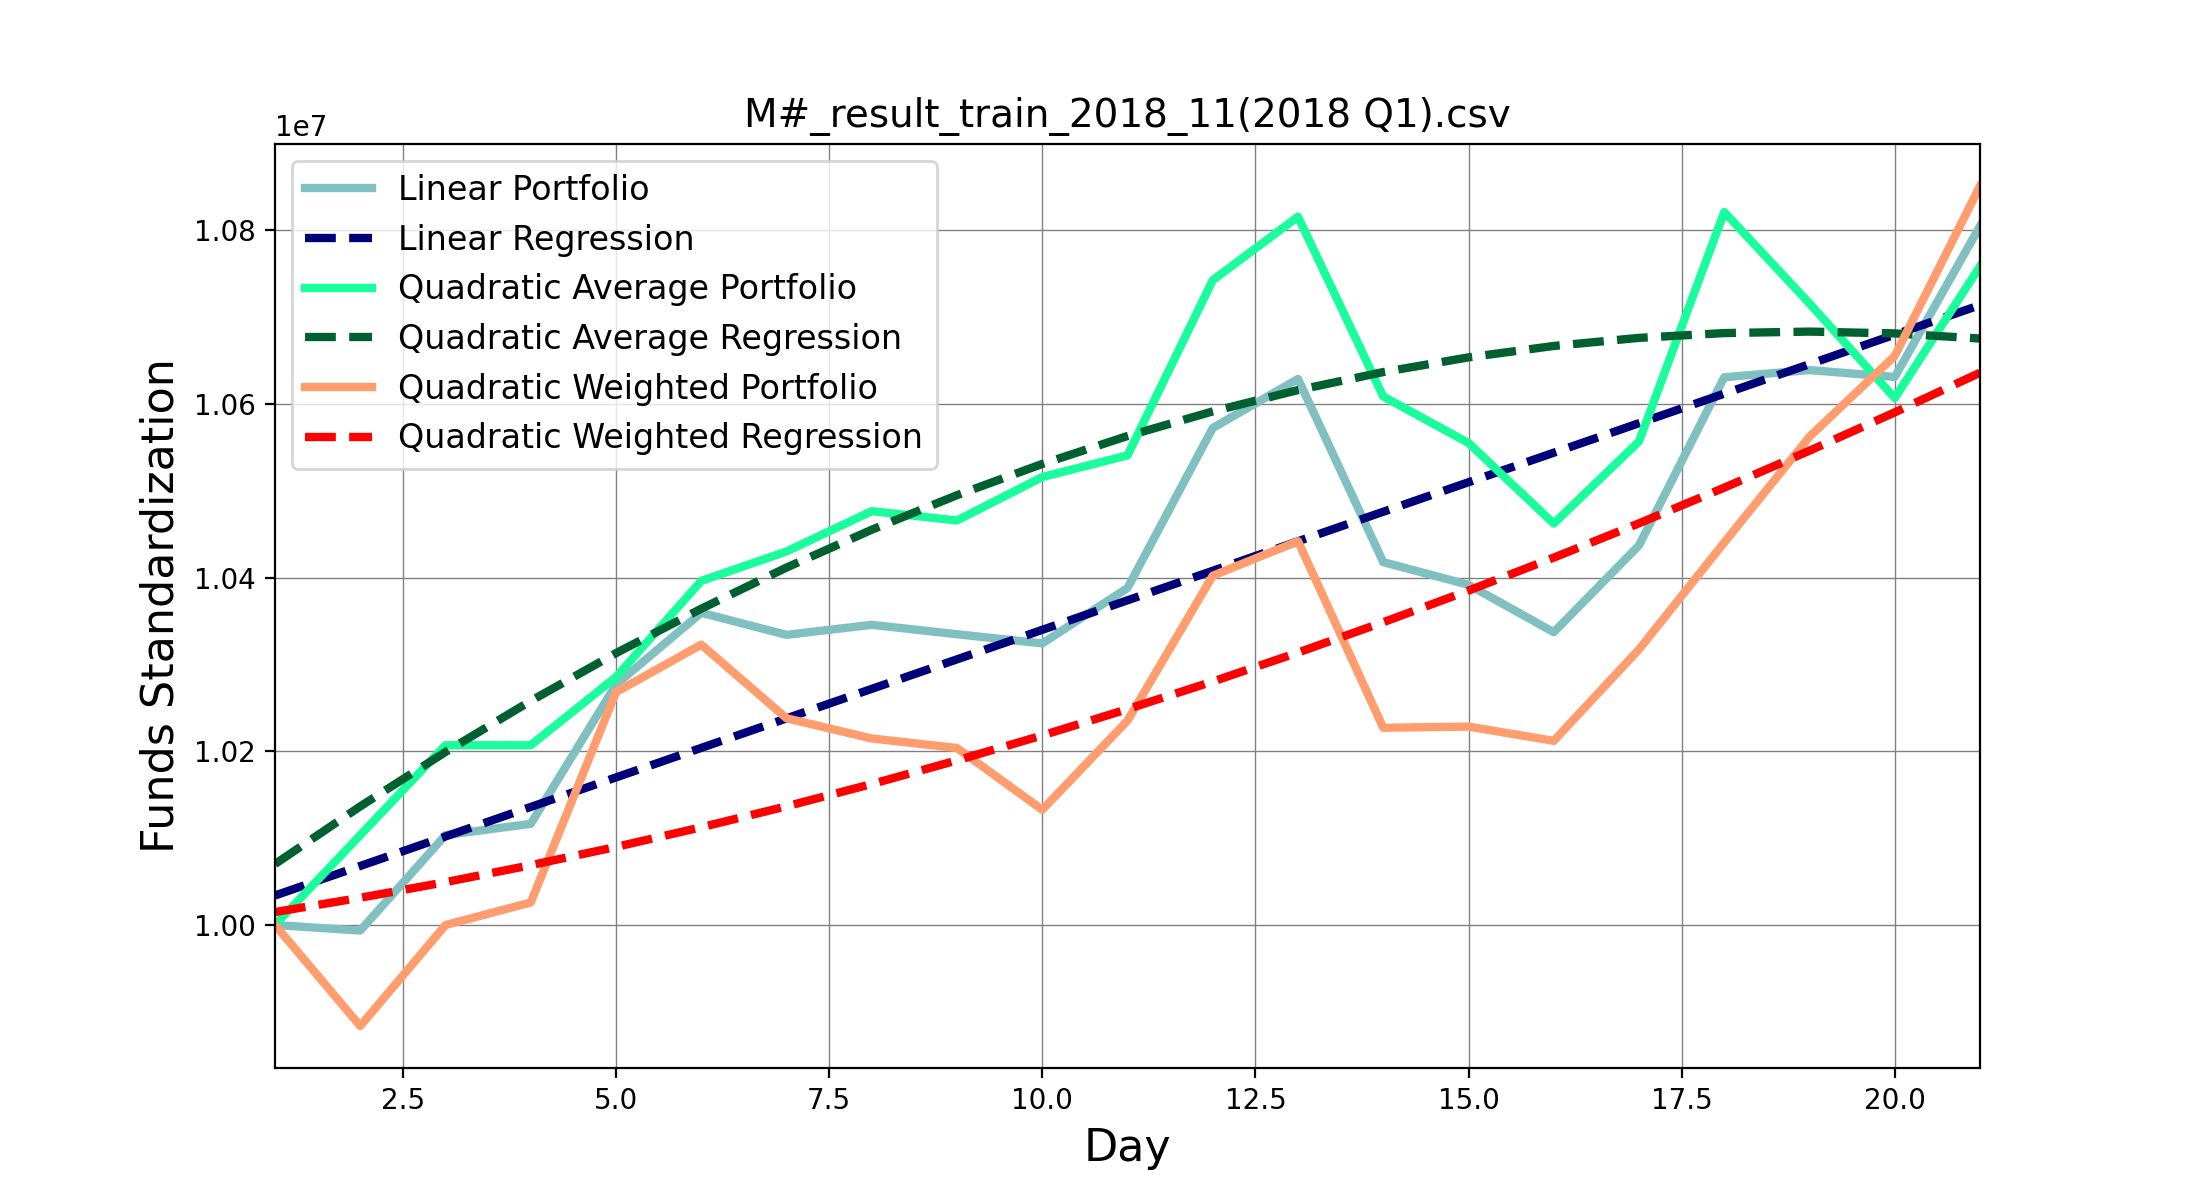 M#_result_train_2018_11(2018 Q1).csv
1e7
Linear Portfolio
Linear Regression
Quadratic Average Portfolio
Quadratic Average Regression
Quadratic Weighted Portfolio
Quadratic Weighted Regression
1.08
1.06
1.04
1.02
1.00
Funds Standardization
2.5 5.0 7.5 10.0 12.5 15.0 17.5 20.0
Day